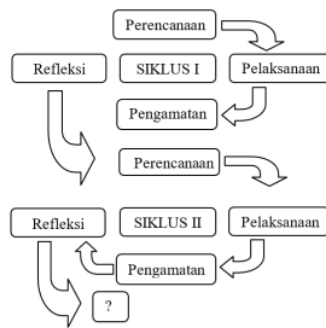 Perencanaan
Refleksi
SIKLUS I
Pelaksanaan
Pengamatan
Perencanaan
Refleksi
SIKLUS II
Pelaksanaan
Pengamatan
?